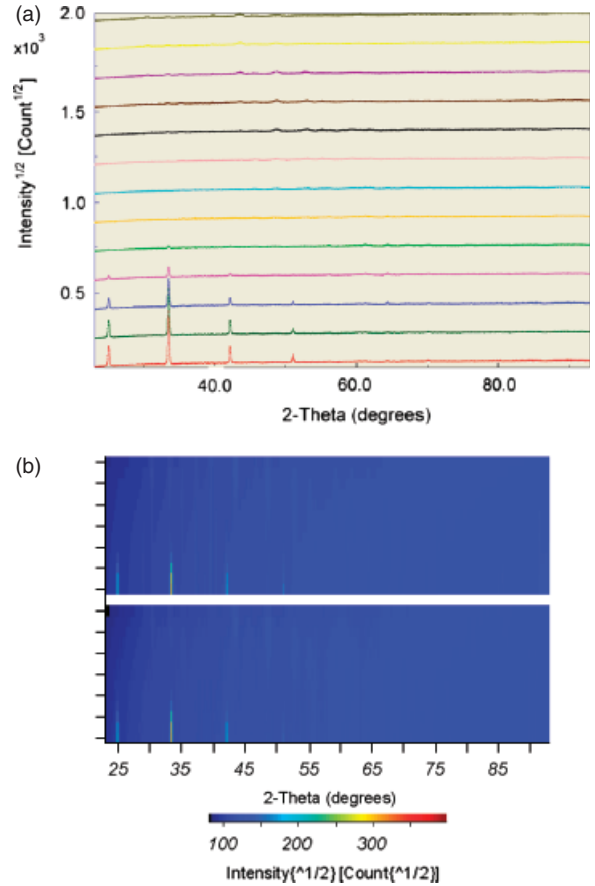 (a)
2.0
x10³
1.5
1.0
0.5
Intensity^1/2 [Count^1/2]
40.0 60.0 80.0
2-Theta (degrees)
(b)
25 35 45 55 65 75 85
2-Theta (degrees)
100 200 300
Intensity{^1/2} [Count{^1/2}]